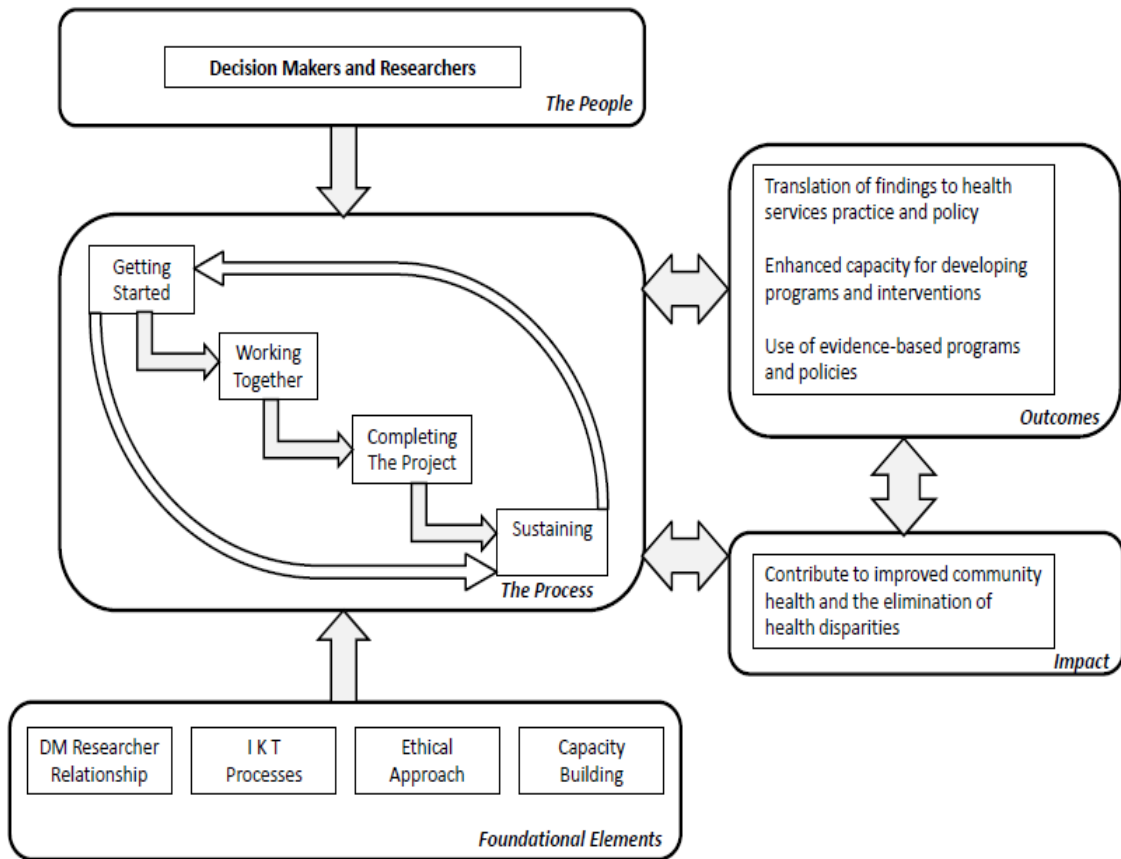 Decision Makers and Researchers
The People
Getting
Started
Working
Together
Completing
The Project
Sustaining
The Process
Translation of findings to health
services practice and policy
Enhanced capacity for developing
programs and interventions
Use of evidence-based programs
and policies
Outcomes
Contribute to improved community
health and the elimination of
health disparities
Impact
DM Researcher
Relationship
I K T
Processes
Ethical
Approach
Capacity
Building
Foundational Elements